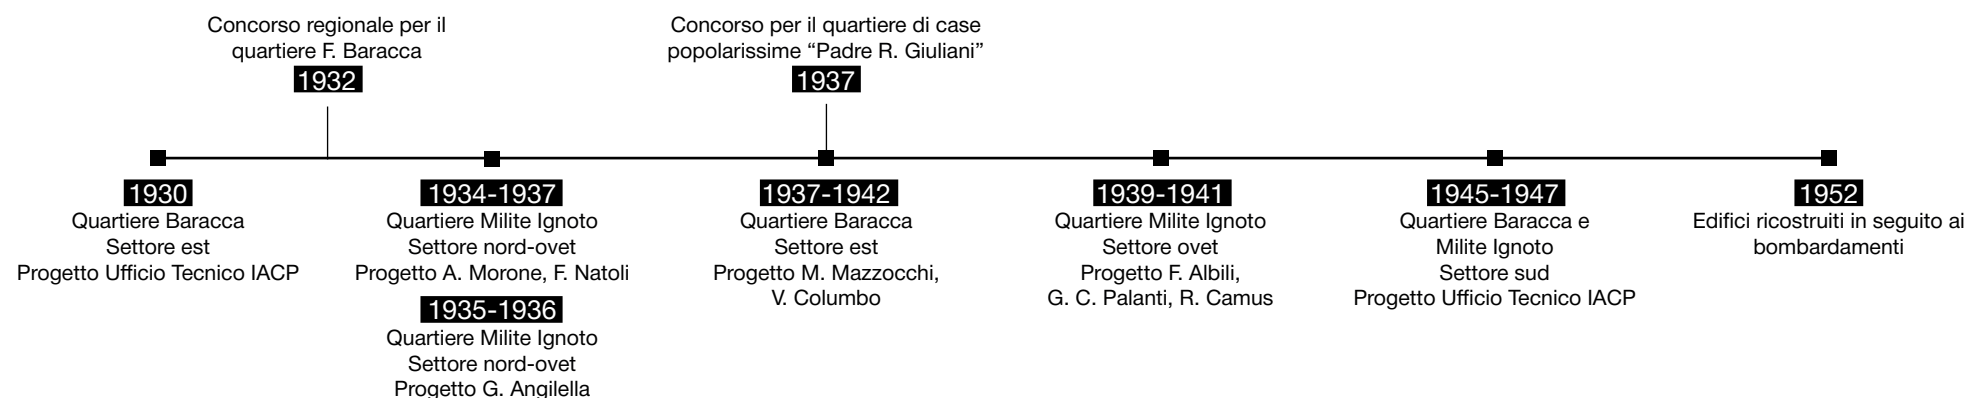 Concorso regionale per il
quartiere F. Baracca
1932
Concorso per il quartiere di case
popolarissime “Padre R. Giuliani”
1937
1930
Quartiere Baracca
Settore est
Progetto Ufficio Tecnico IACP
1934-1937
Quartiere Milite Ignoto
Settore nord-ovet
Progetto A. Morone, F. Natoli
1935-1936
Quartiere Milite Ignoto
Settore nord-ovet
Progetto G. Angilella
1937-1942
Quartiere Baracca
Settore est
Progetto M. Mazzocchi,
V. Columbo
1939-1941
Quartiere Milite Ignoto
Settore ovet
Progetto F. Albili,
G. C. Palanti, R. Camus
1945-1947
Quartiere Baracca e
Milite Ignoto
Settore sud
Progetto Ufficio Tecnico IACP
1952
Edifici ricostruiti in seguito ai
bombardamenti